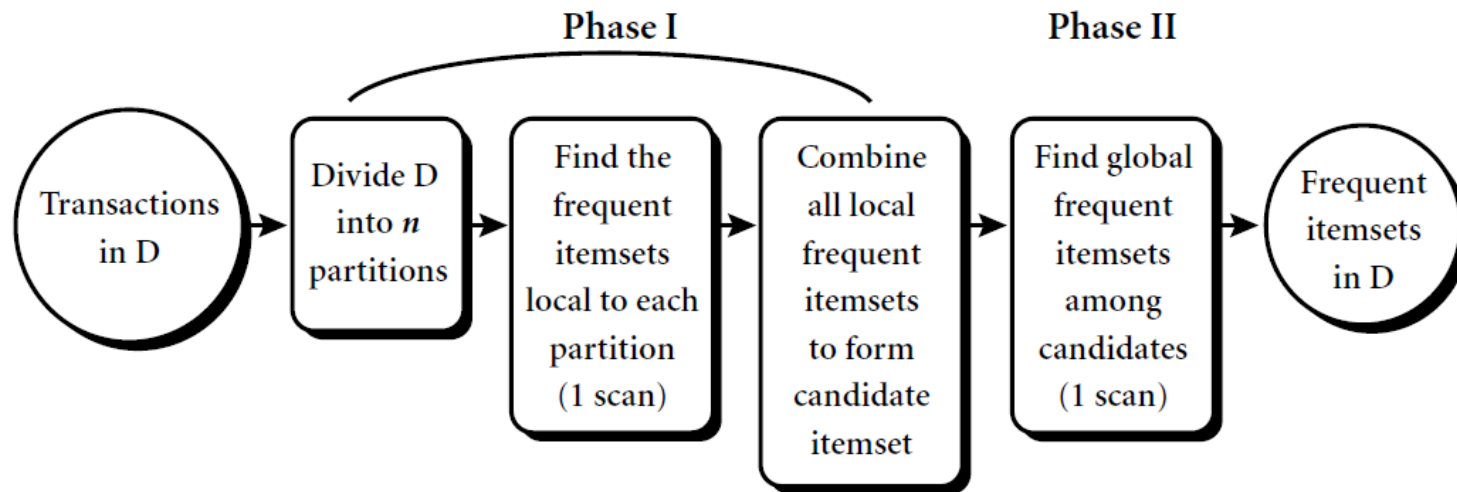 Phase I
Phase II
Transactions
in D
Divide D
into n
partitions
Find the
frequent
itemsets
local to each
partition
(1 scan)
Combine
all local
frequent
itemsets
to form
candidate
itemset
Find global
frequent
itemsets
among
candidates
(1 scan)
Frequent
itemsets
in D